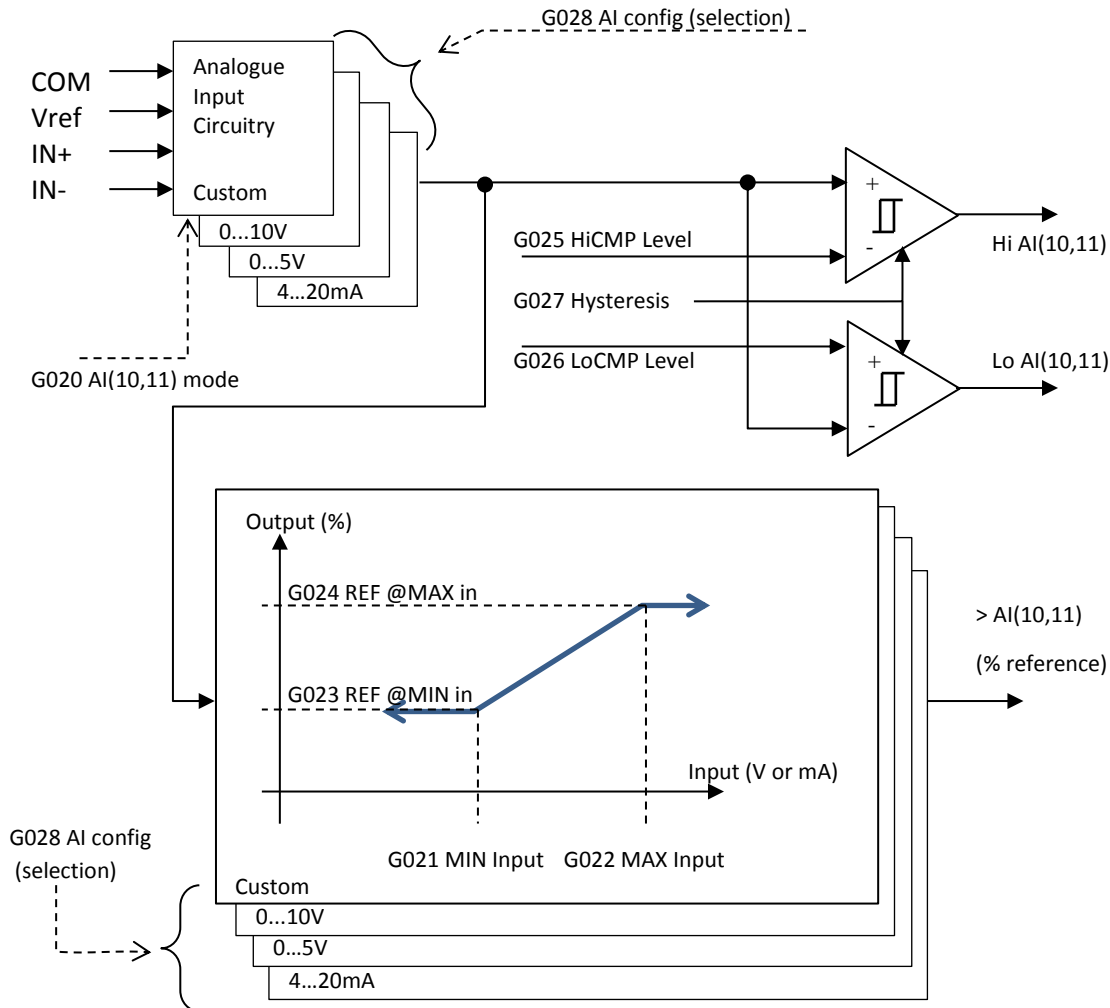 G028 AI config (selection)
COM
Vref
IN+
IN-
Analogue
Input
Circuitry
Custom
0...10V
0...5V
4...20mA
G020 AI(10,11) mode
G025 HiCMP Level
G027 Hysteresis
G026 LoCMP Level
+
-
Hi AI(10,11)
+
-
Lo AI(10,11)
Output (%)
G024 REF @MAX in
G023 REF @MIN in
Input (V or mA)
G021 MIN Input
G022 MAX Input
Custom
0...10V
0...5V
4...20mA
> AI(10,11)
(% reference)
G028 AI config
(selection)